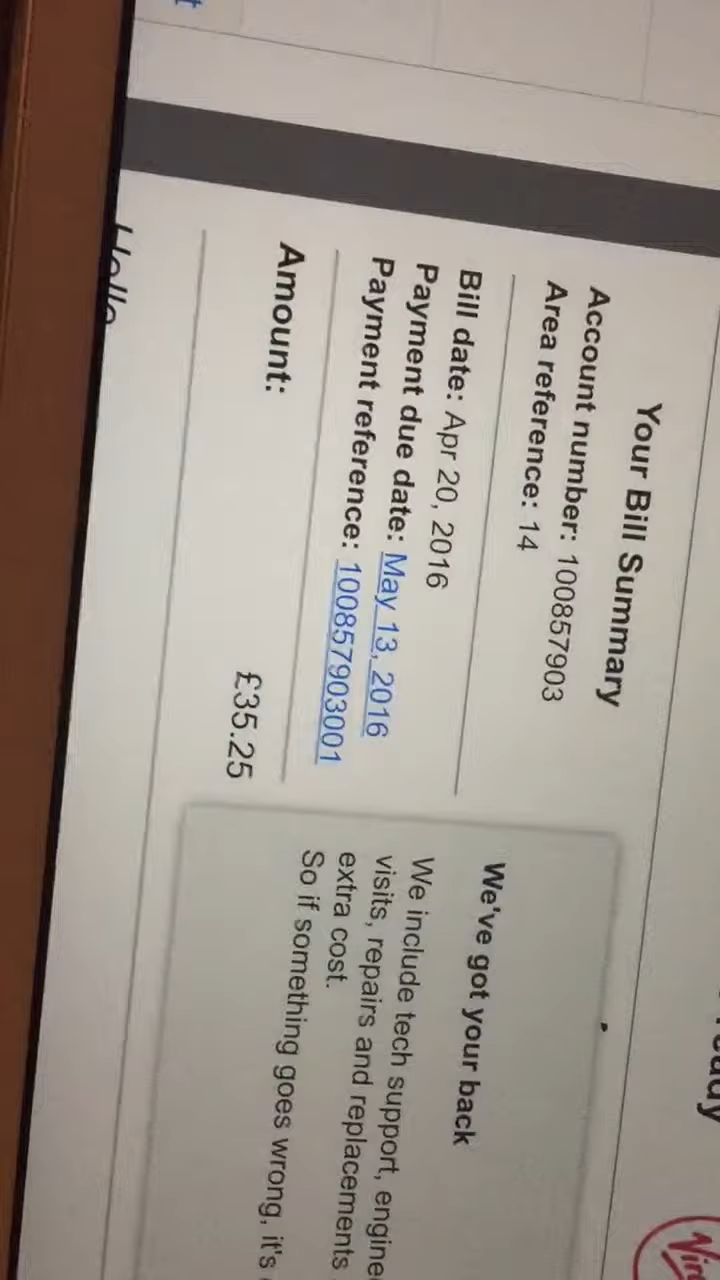 Your Bill Summary
Account number: 100857903
Area reference: 14
Bill date: Apr 20, 2016
Payment due date: May 13, 2016
Payment reference: 100857903001
Amount:
£35.25
We've got your back
We include tech support,
visits, repairs and replacements
extra cost.
So if something goes wrong, it's
Hello